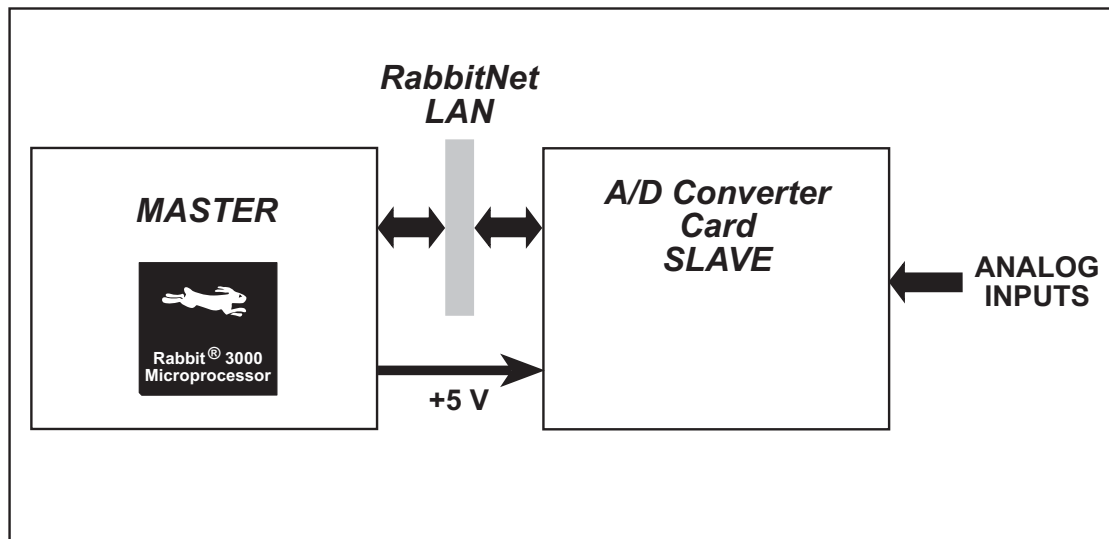 RabbitNet
LAN
MASTER
Rabbit® 3000
Microprocessor
+5 V
A/D Converter
Card
SLAVE
ANALOG
INPUTS